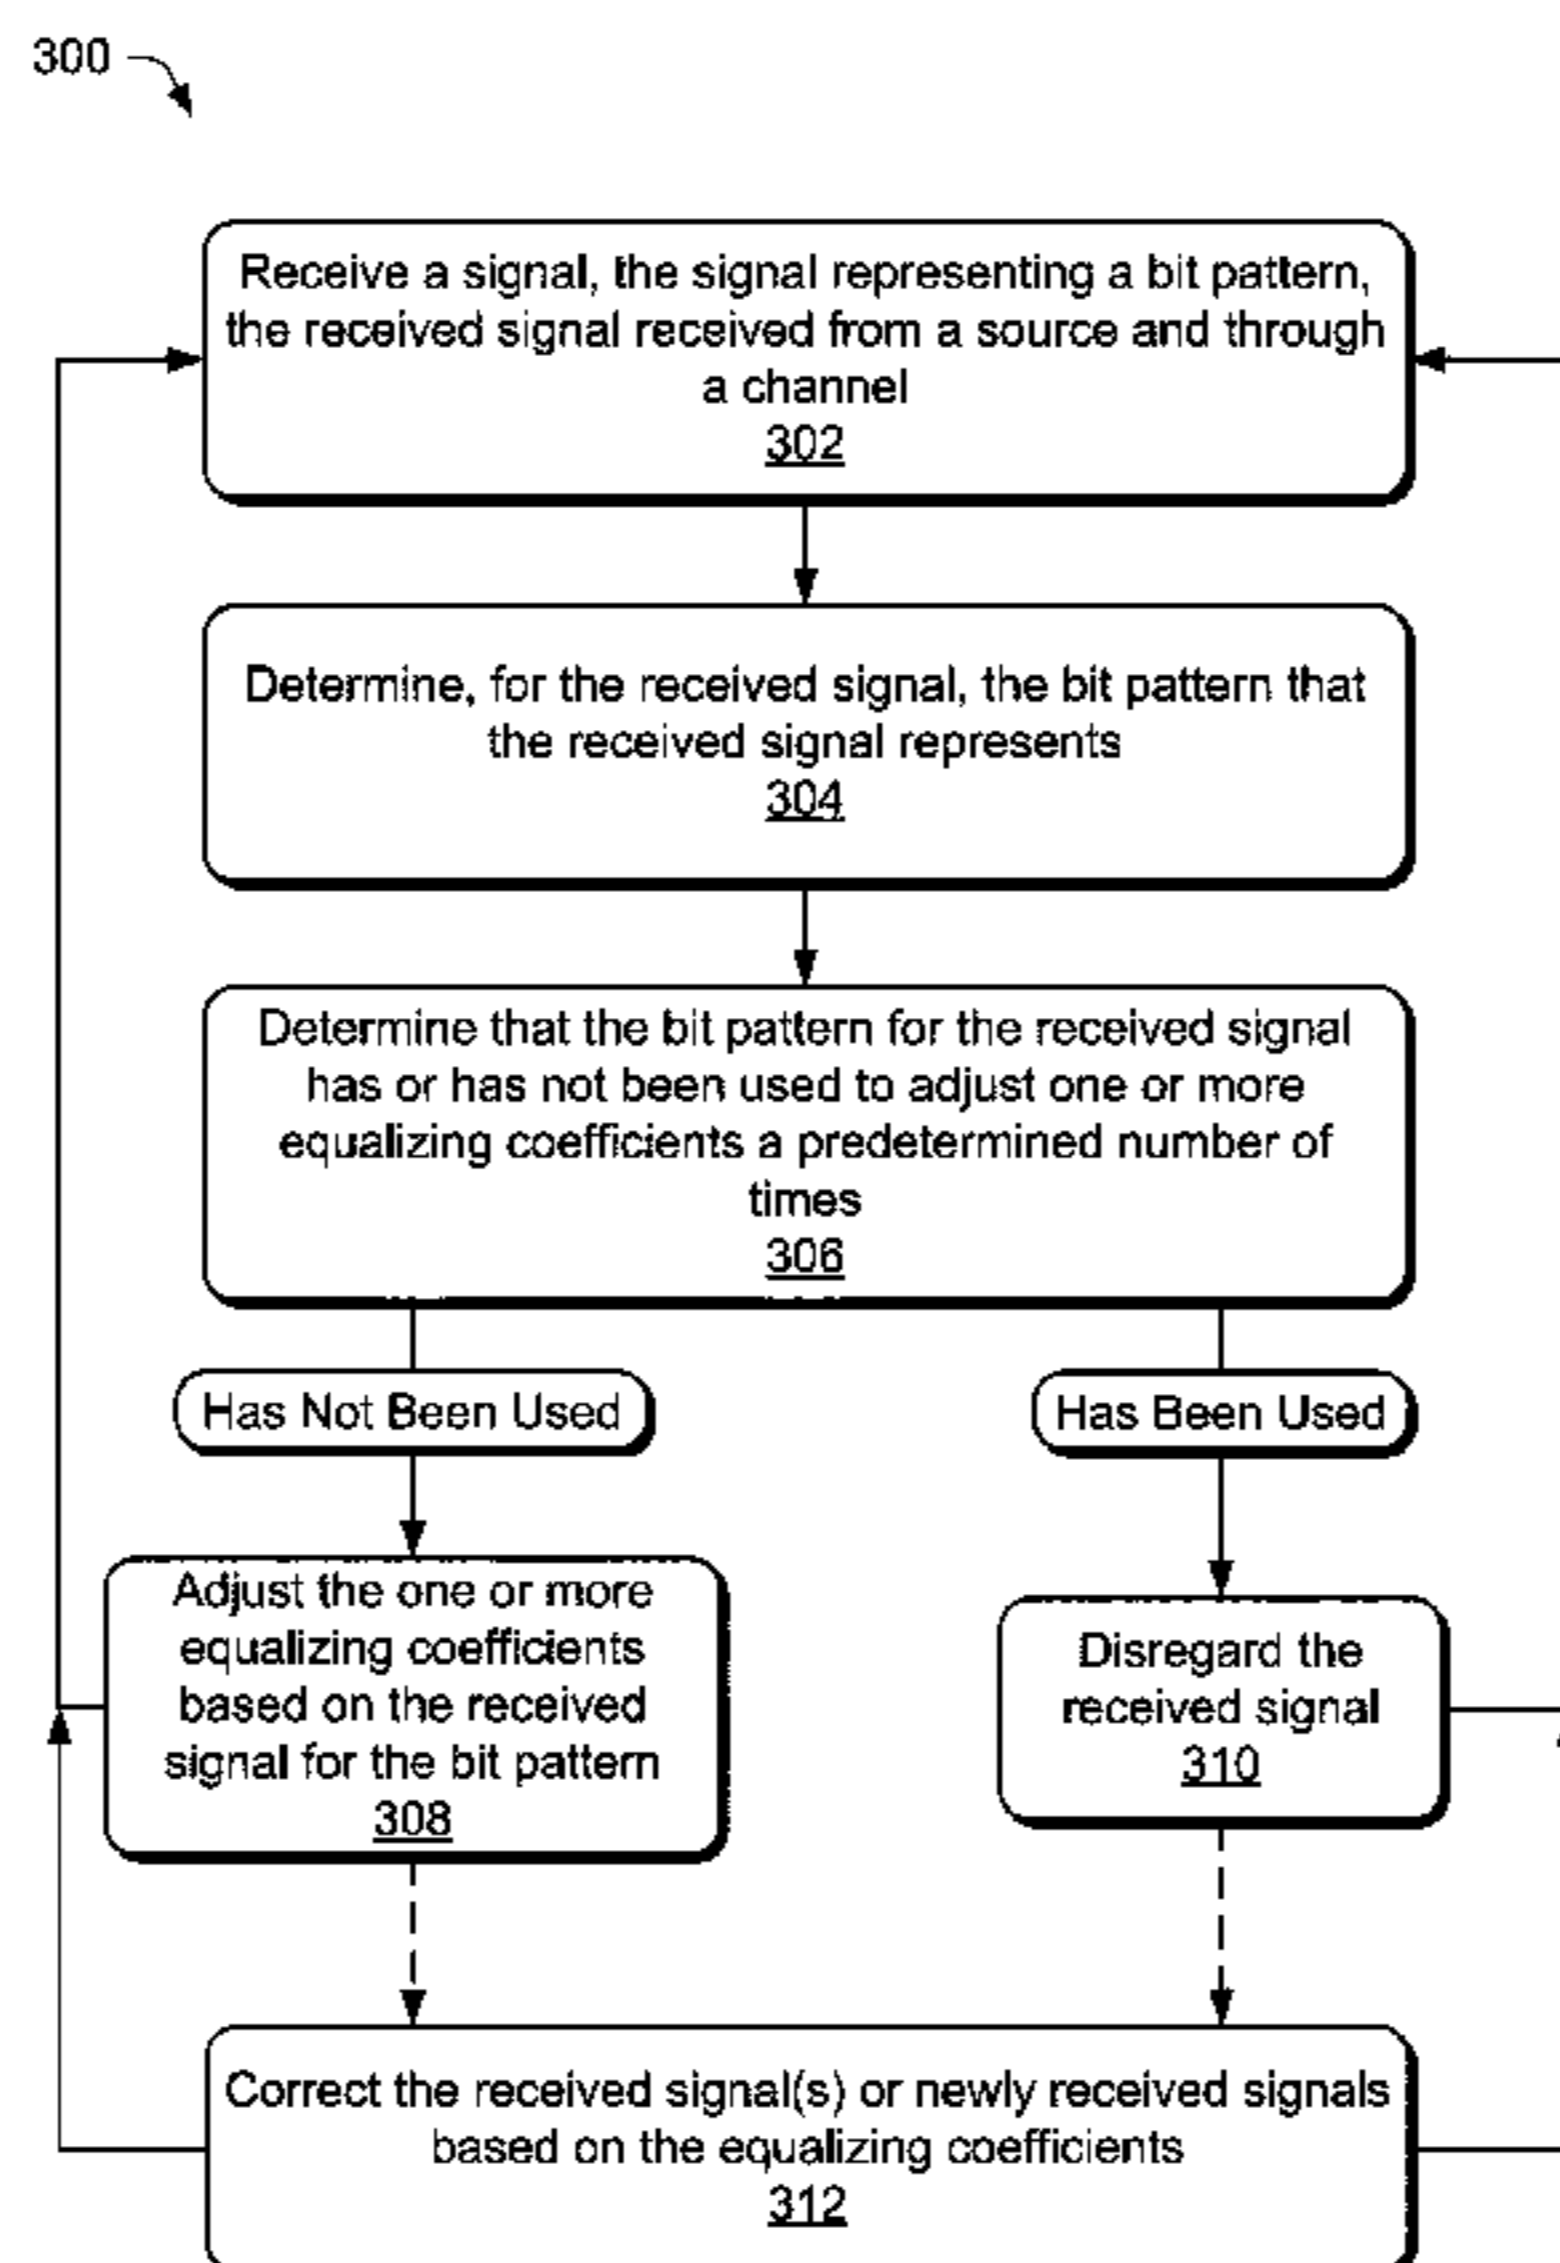 300
Receive a signal, the signal representing a bit pattern,
the received signal received from a source and through
a channel
302
Determine, for the received signal, the bit pattern that
the received signal represents
304
Determine that the bit pattern for the received signal
has or has not been used to adjust one or more
equalizing coefficients a predetermined number of
times
306
Has Not Been Used
Has Been Used
Adjust the one or more
equalizing coefficients
based on the received
signal for the bit pattern
308
Disregard the
received signal
310
Correct the received signal(s) or newly received signals
based on the equalizing coefficients
312